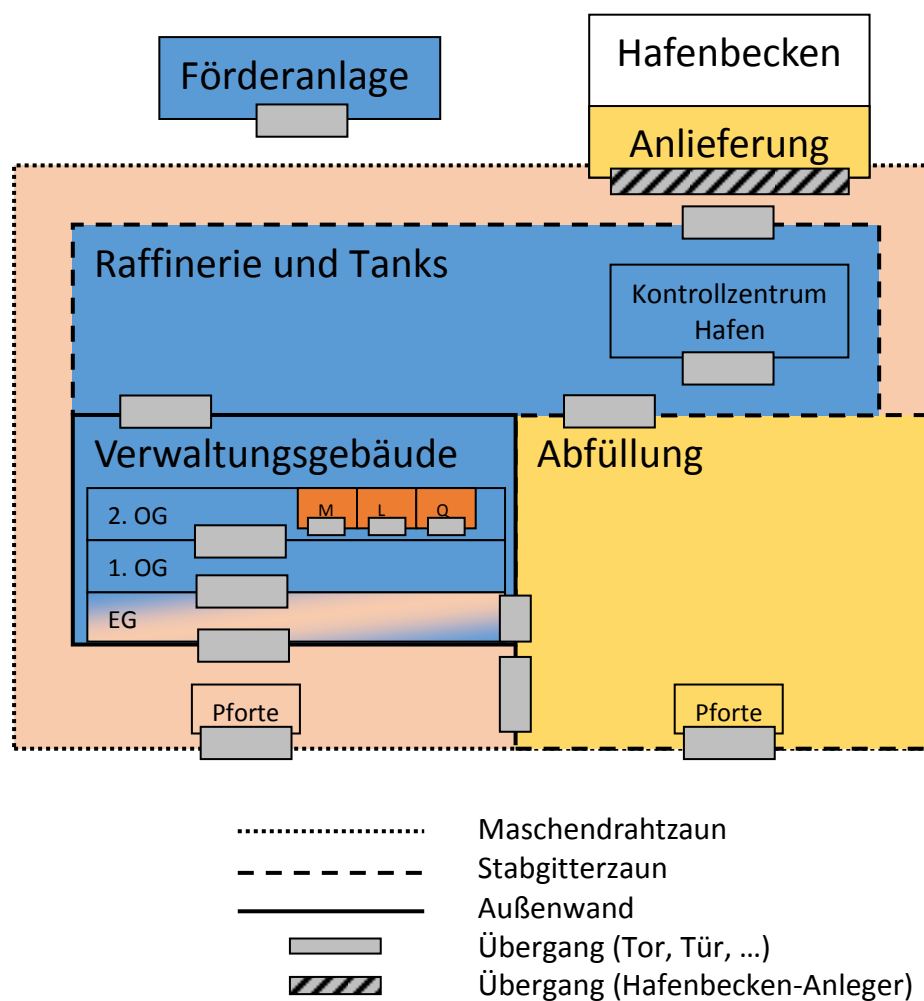 Förderanlage
Hafenbecken
Anlieferung
Raffinerie und Tanks
Kontrollzentrum
Hafen
Verwaltungsgebäude
Abfüllung
2. OG
M
L
Q
1. OG
EG
Pforte
Pforte
Maschendrahtzaun
Stabgitterzaun
Außenwand
Übergang (Tor, Tür, ...)
Übergang (Hafenbecken-Anleger)